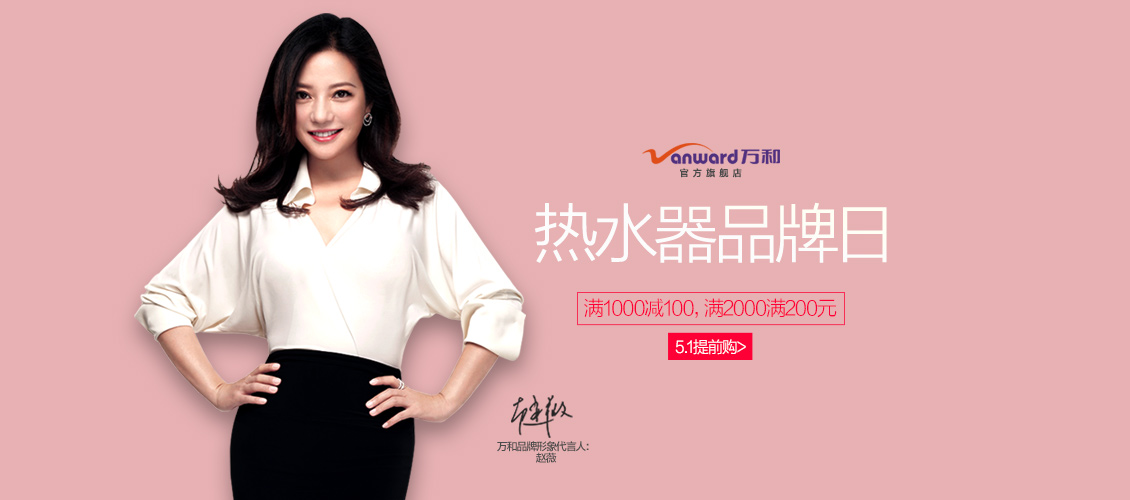 Vanward万和
官方旗舰店
热水器品牌日
满1000减100, 满2000满200元
5.1提前购>
赵薇
万和品牌形象代言人:
赵薇